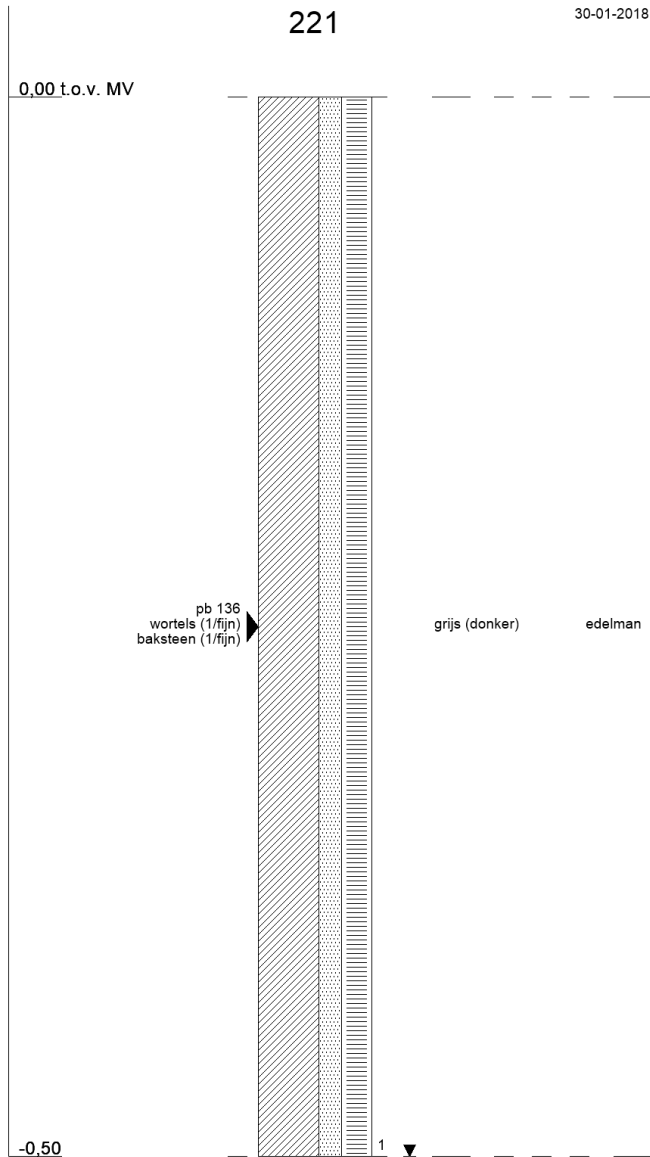 221
30-01-2018
0,00 t.o.v. MV
pb 136
wortels (1/fijn)
baksteen (1/fijn)
grijs (donker)
edelman
-0,50
1